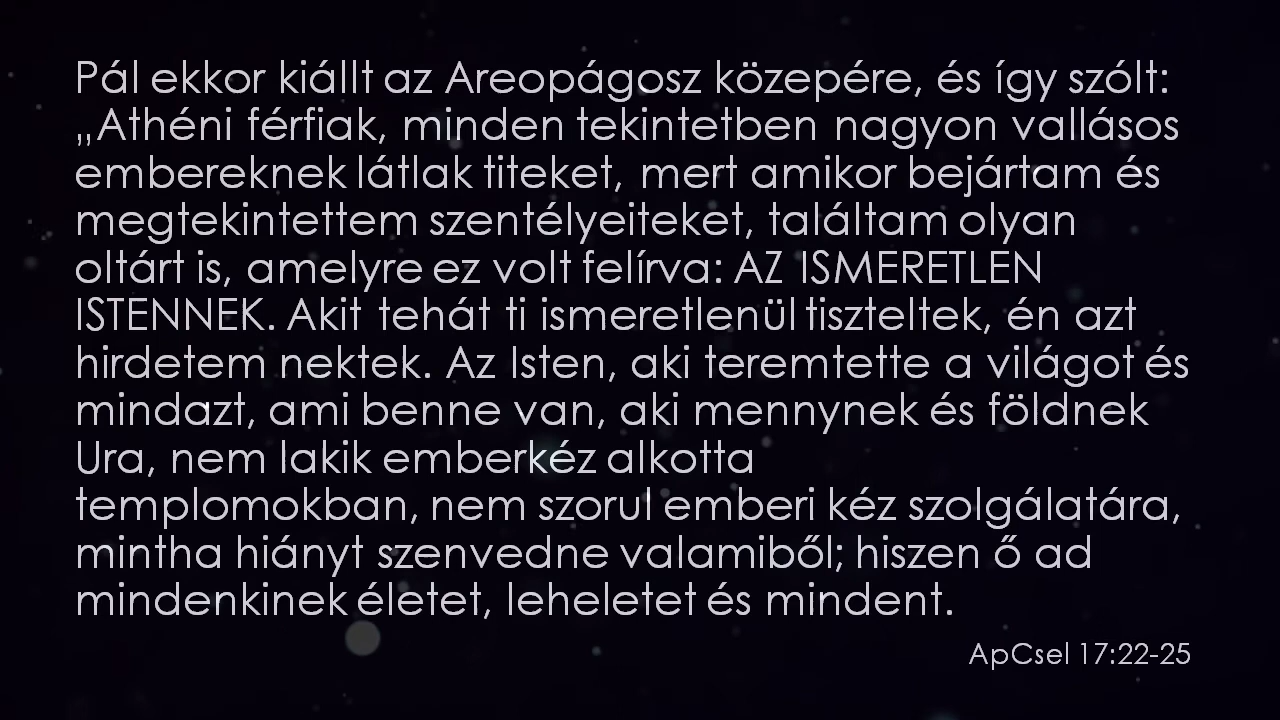 Pál ekkor kiállt az Areopágosz közepére, és így szólt:
„Athéni férfiak, minden tekintetben nagyon vallásos
embereknek látlak titeket, mert amikor bejártam és
megtekintettem szentélyeiteket, találtam olyan
oltárt is, amelyre ez volt felírva: AZ ISMERETLEN
ISTENNEK. Akit tehát ti ismeretlenül tiszteltek, én azt
hirdetem nektek. Az Isten, aki teremtette a világot és
mindazt, ami benne van, aki mennynek és földnek
Ura, nem lakik emberkéz alkotta
templomokban, nem szorul emberi kéz szolgálatára,
mintha hiányt szenvedne valamiből; hiszen ő ad
mindenkinek életet, leheletet és mindent.
ApCsel 17:22-25